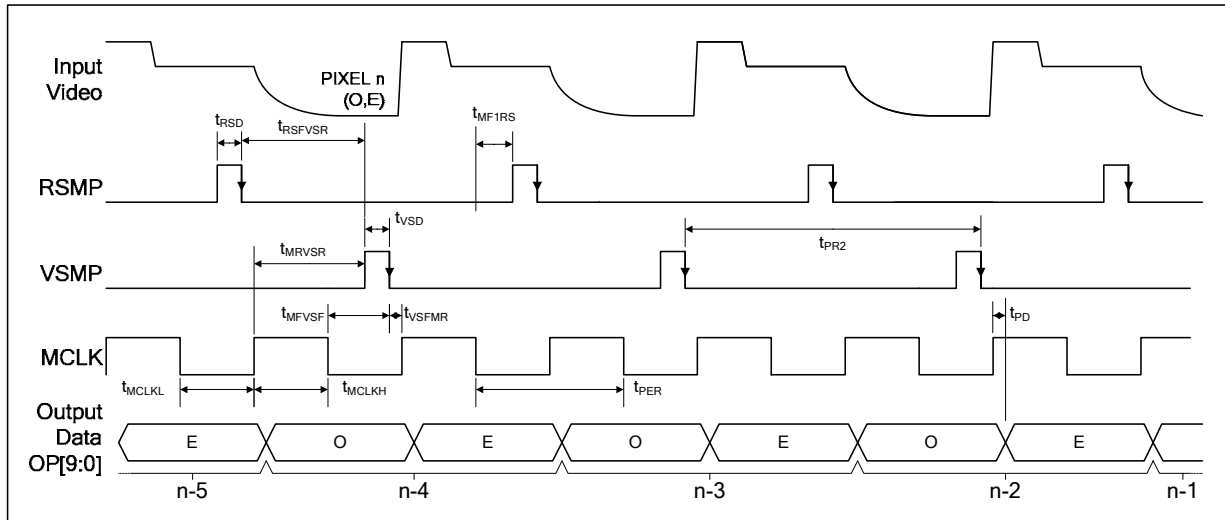 Input
Video
PIXEL n
(O,E)
tRSD
tRSFVSR
tMF1RS
RSMP
tVSD
tMRVSR
tPR2
VSMP
tMFVSF
tVSFMR
tPD
MCLK
tMCLKL
tMCLKH
tPER
Output
Data
OP[9:0]
E O E O E O E
n-5 n-4 n-3 n-2 n-1